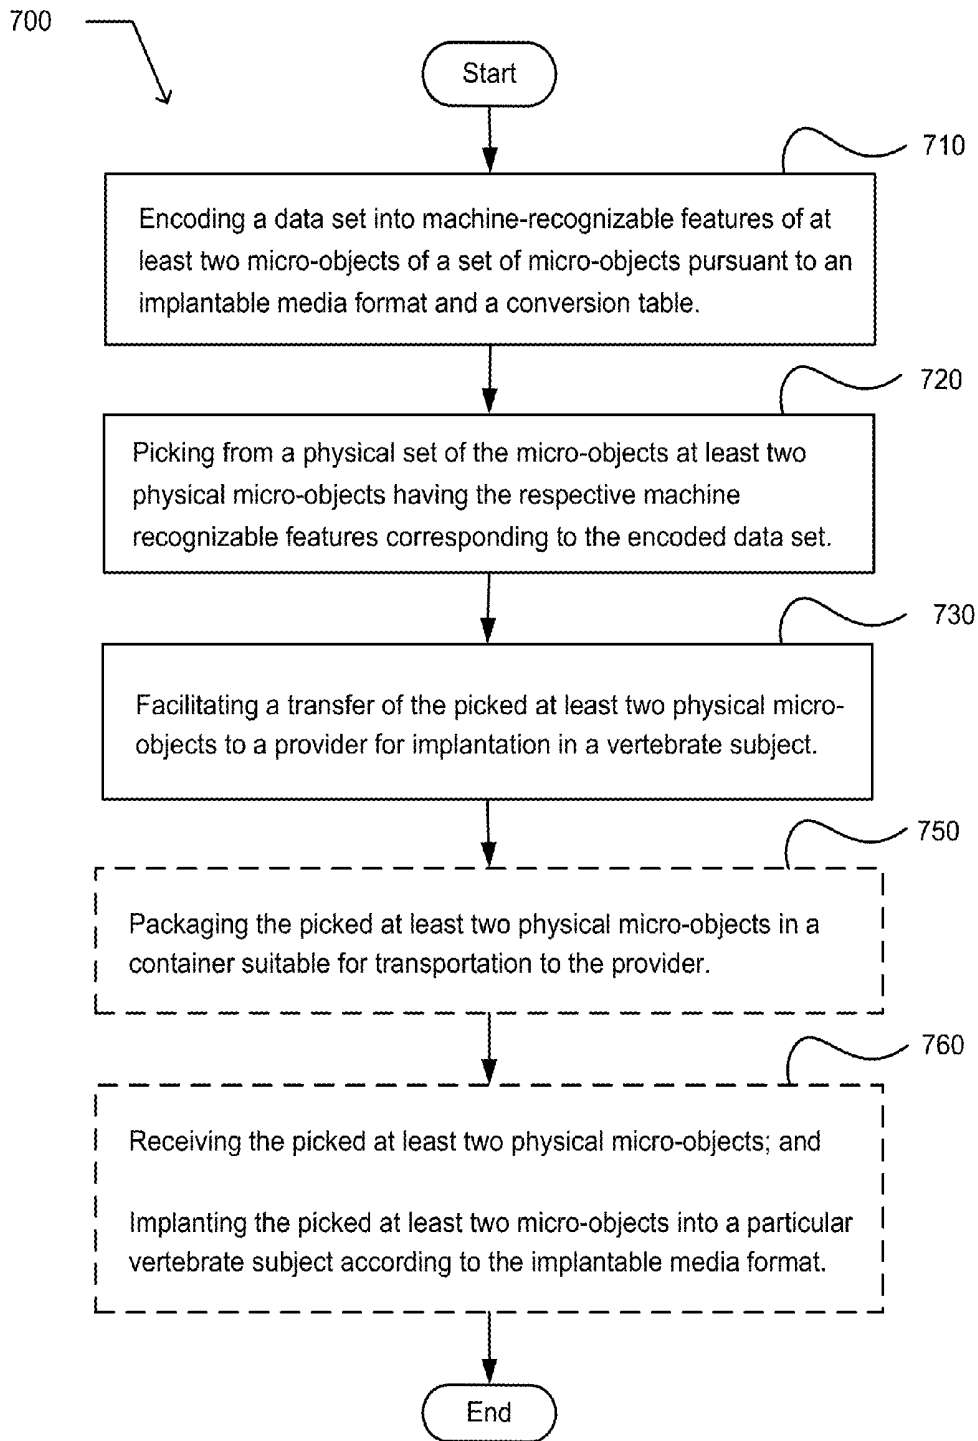 700
Start
710
Encoding a data set into machine-recognizable features of at
least two micro-objects of a set of micro-objects pursuant to an
implantable media format and a conversion table.
720
Picking from a physical set of the micro-objects at least two
physical micro-objects having the respective machine
recognizable features corresponding to the encoded data set.
730
Facilitating a transfer of the picked at least two physical micro-
objects to a provider for implantation in a vertebrate subject.
750
Packaging the picked at least two physical micro-objects in a
container suitable for transportation to the provider.
760
Receiving the picked at least two physical micro-objects; and
Implanting the picked at least two micro-objects into a particular
vertebrate subject according to the implantable media format.
End